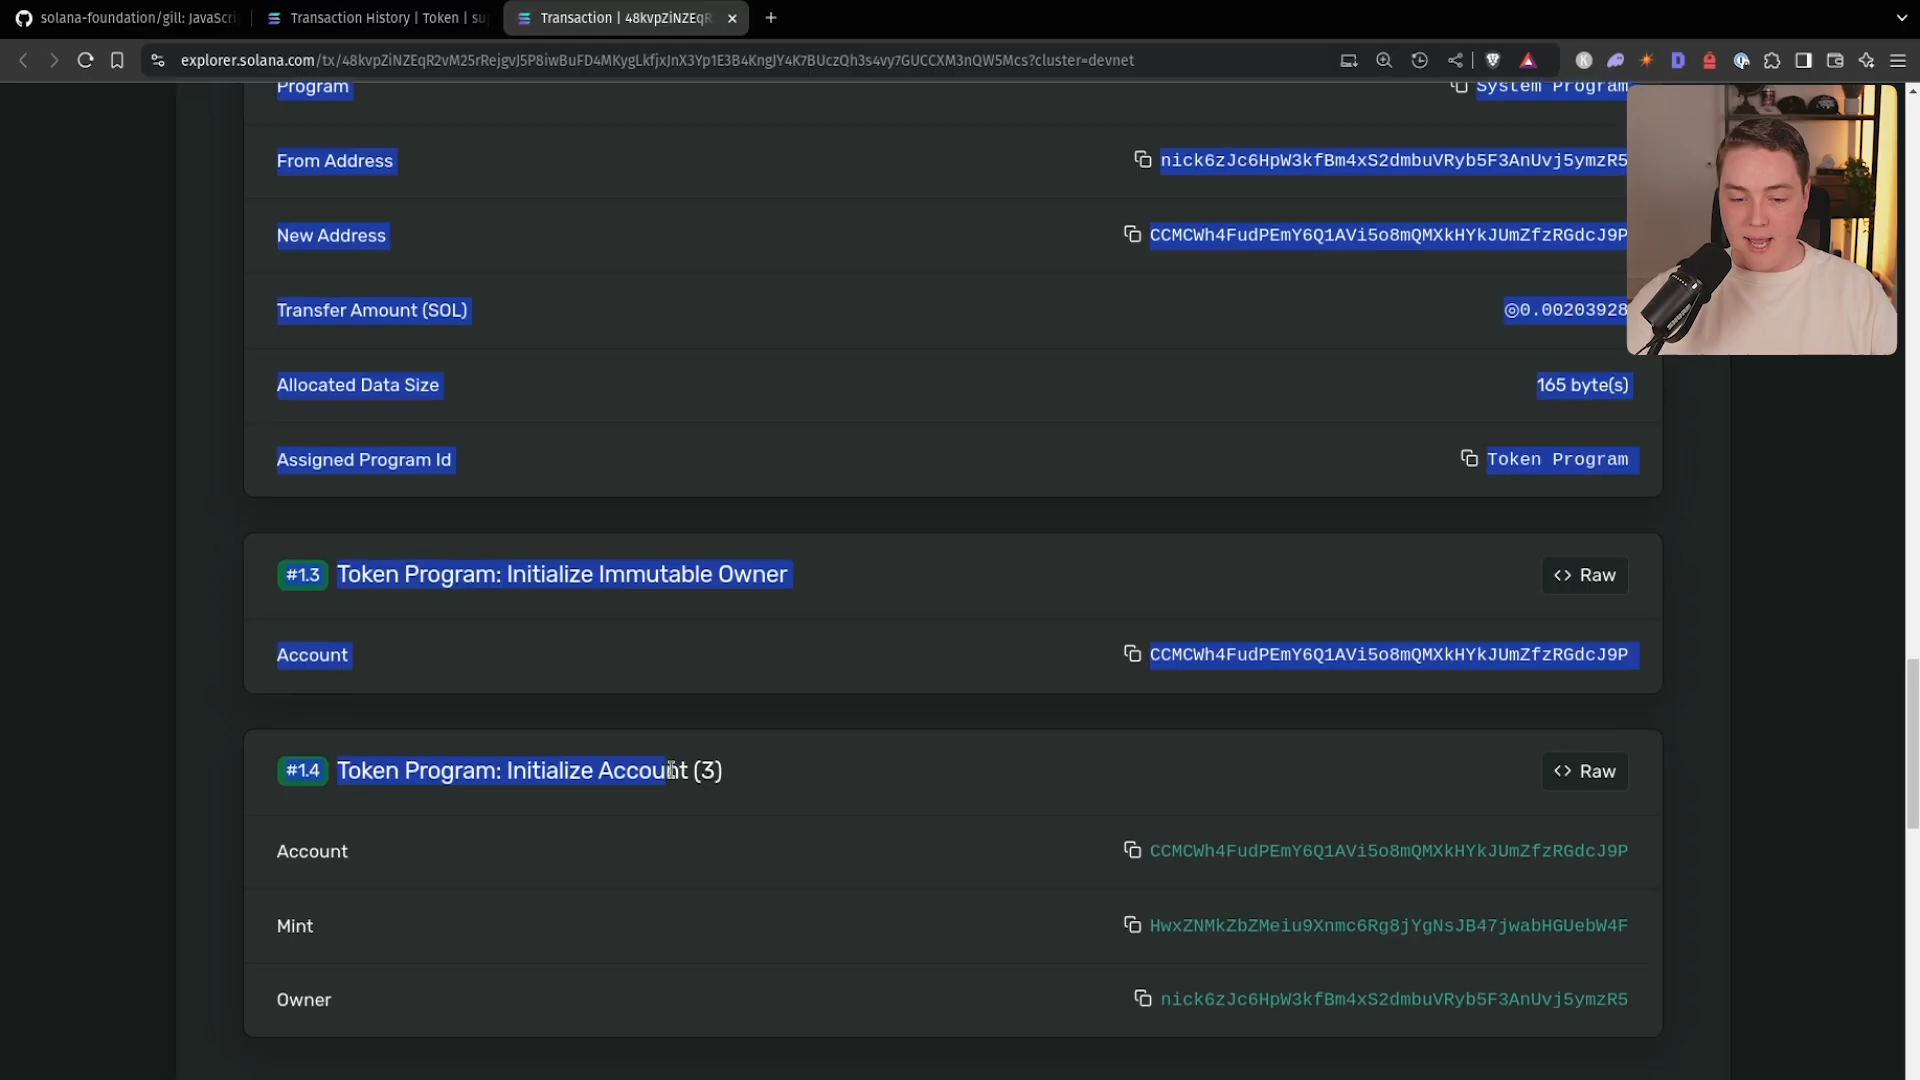 solana-foundation/gill: JavaScri
Transaction History | Token | su
Transaction | 48kvpZiNZEqR
explorer.solana.com/tx/48kvpZiNZEqR2vM25rRejgvJ5P8iwBuFD4MKygLkfjxJnX3Yp1E3B4KngJY4K7BUczQh3s4vy7GUCCXM3nQW5Mcs?cluster=devnet
Program
System Program
From Address
nick6zJc6HpW3kfBm4xS2dmbuVRyb5F3AnUvj5ymzR5
New Address
CCMCWh4FudPEmY6Q1AVi5o8mQMXkHYkJUmZfzRGdcJ9P
Transfer Amount (SOL)
◎0.00203928
Allocated Data Size
165 byte(s)
Assigned Program Id
Token Program
#1.3 Token Program: Initialize Immutable Owner
<> Raw
Account
CCMCWh4FudPEmY6Q1AVi5o8mQMXkHYkJUmZfzRGdcJ9P
#1.4 Token Program: Initialize Account (3)
<> Raw
Account
CCMCWh4FudPEmY6Q1AVi5o8mQMXkHYkJUmZfzRGdcJ9P
Mint
HwxZNMkZbZMeiu9Xnmc6Rg8jYgNsJB47jwabHGUebW4F
Owner
nick6zJc6HpW3kfBm4xS2dmbuVRyb5F3AnUvj5ymzR5